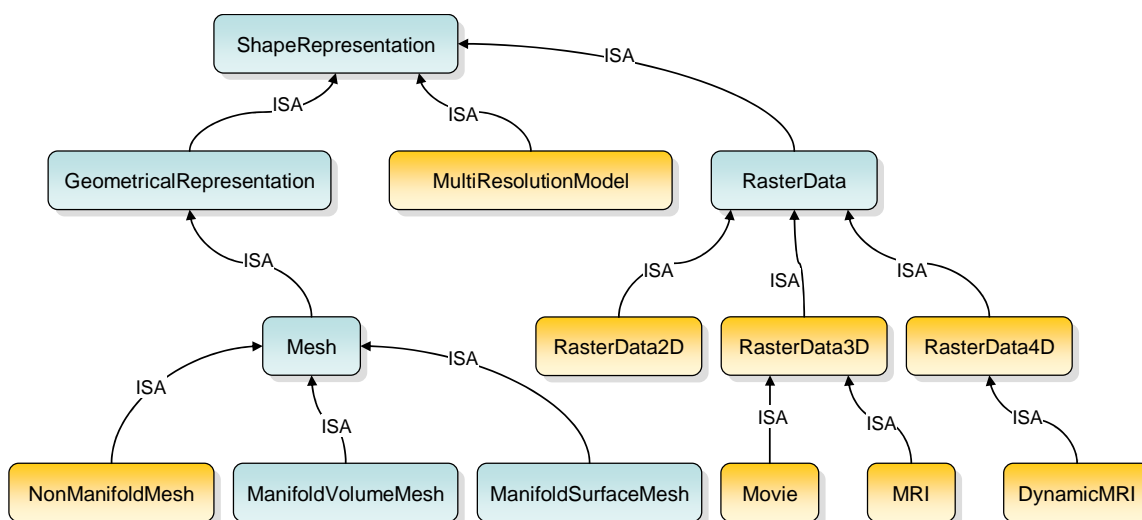 ShapeRepresentation
ISA
ISA
ISA
GeometricalRepresentation
MultiResolutionModel
RasterData
ISA
ISA
ISA
ISA
Mesh
RasterData2D
RasterData3D
RasterData4D
ISA
ISA
ISA
ISA
ISA
ISA
NonManifoldMesh
ManifoldVolumeMesh
ManifoldSurfaceMesh
Movie
MRI
DynamicMRI